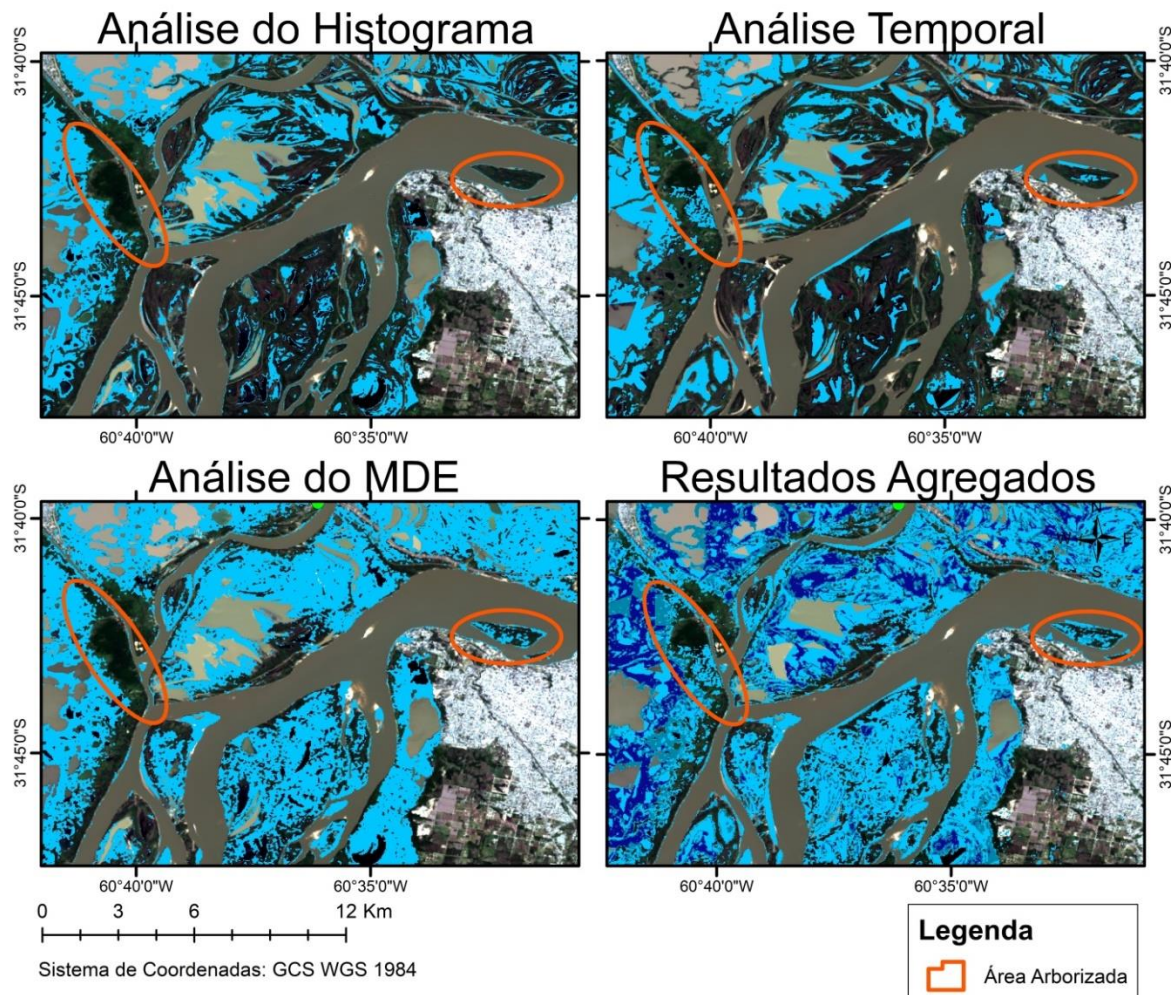 Análise do Histograma
Análise Temporal
31°40'0"S
31°40'0"S
31°45'0"S
31°45'0"S
60°40'0"W
60°35'0"W
60°40'0"W
60°35'0"W
Análise do MDE
Resultados Agregados
31°40'0"S
31°40'0"S
E
S
31°45'0"S
31°45'0"S
60°40'0"W
60°35'0"W
60°40'0"W
60°35'0"W
0 3 6 12 Km
Sistema de Coordenadas: GCS WGS 1984
Legenda
Área Arborizada